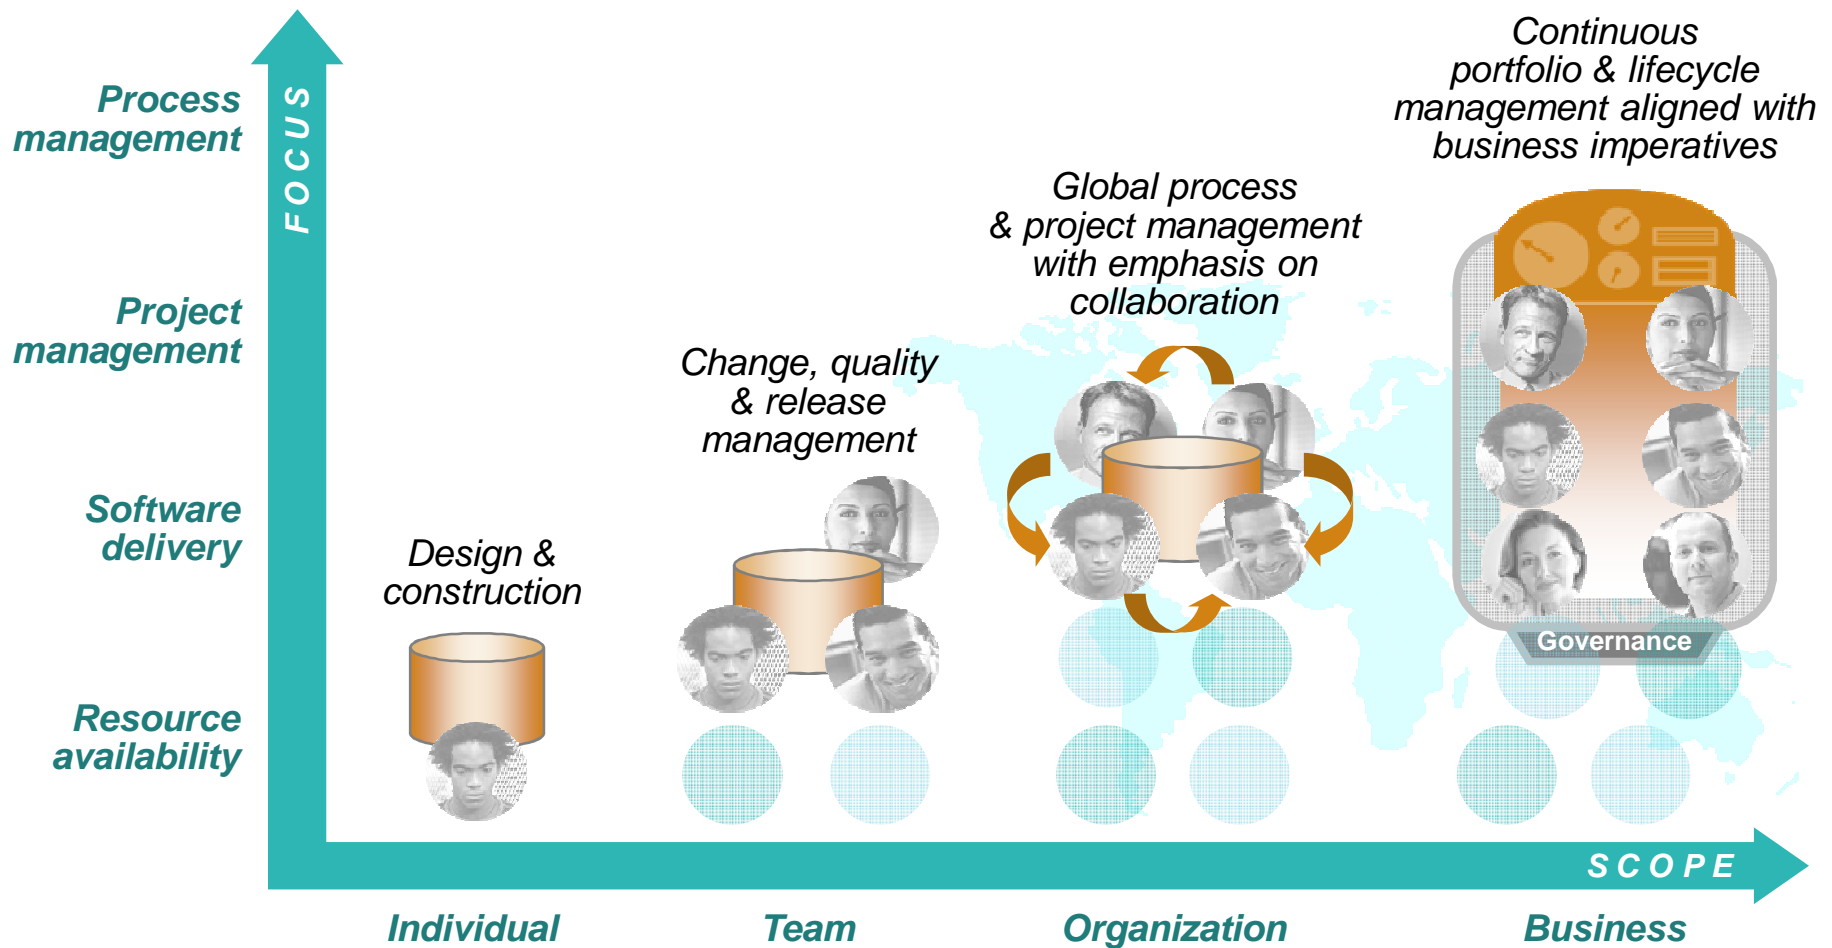 Process
management
Project
management
Software
delivery
Resource
availability
FOCUS
Design &
construction
Change, quality
& release
management
Global process
& project management
with emphasis on
collaboration
Continuous
portfolio & lifecycle
management aligned with
business imperatives
Governance
SCOPE
Individual
Team
Organization
Business